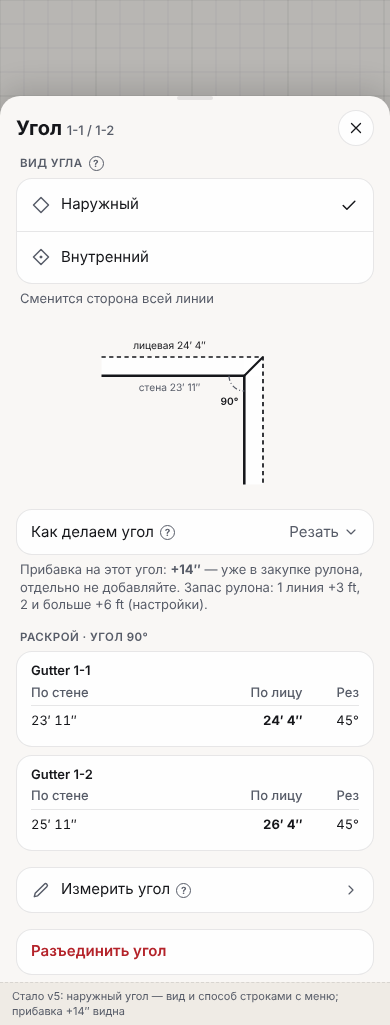 Угол 1-1 / 1-2
ВИД УГЛА ?
Наружный
Внутренний
Сменится сторона всей линии
лицевая 24′ 4″
стена 23′ 11″
90°
Как делаем угол ? Резать
Прибавка на этот угол: +14″ — уже в закупке рулона,
отдельно не добавляйте. Запас рулона: 1 линия +3 ft,
2 и больше +6 ft (настройки).
РАСКРОЙ · УГОЛ 90°
Gutter 1-1
По стене По лицу Рез
23′ 11″ 24′ 4″ 45°
Gutter 1-2
По стене По лицу Рез
25′ 11″ 26′ 4″ 45°
Измерить угол ?
Разъединить угол
Стало v5: наружный угол — вид и способ строками с меню;
прибавка +14″ видна